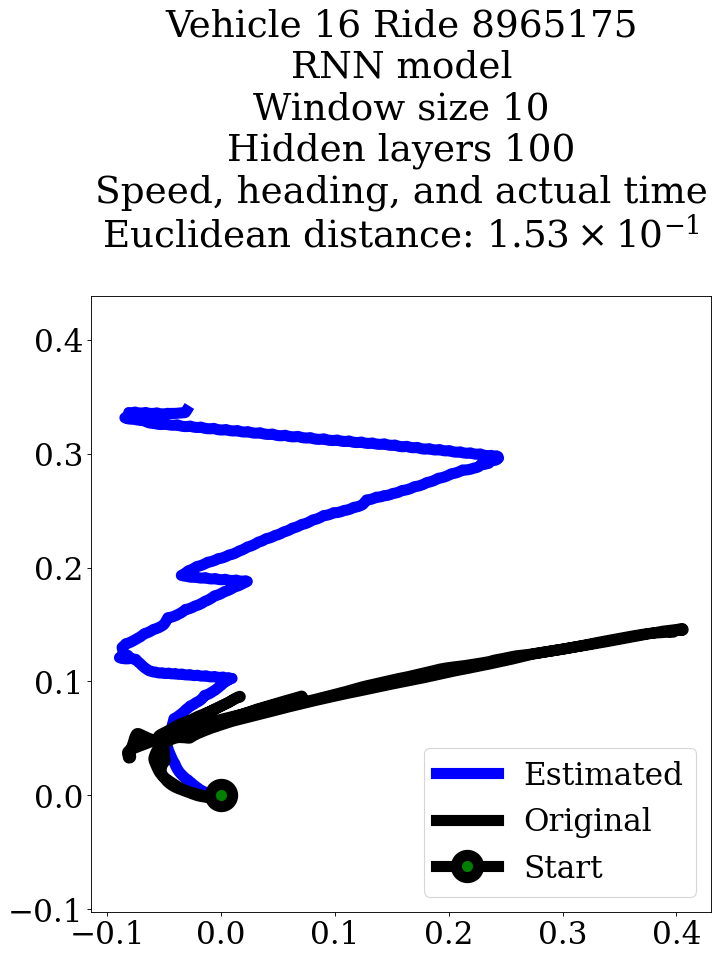 Vehicle 16 Ride 8965175
RNN model
Window size 10
Hidden layers 100
Speed, heading, and actual time
Euclidean distance: 1.53 × 10⁻¹
0.4
0.3
0.2
0.1
0.0
−0.1
Estimated
Original
Start
−0.1 0.0 0.1 0.2 0.3 0.4